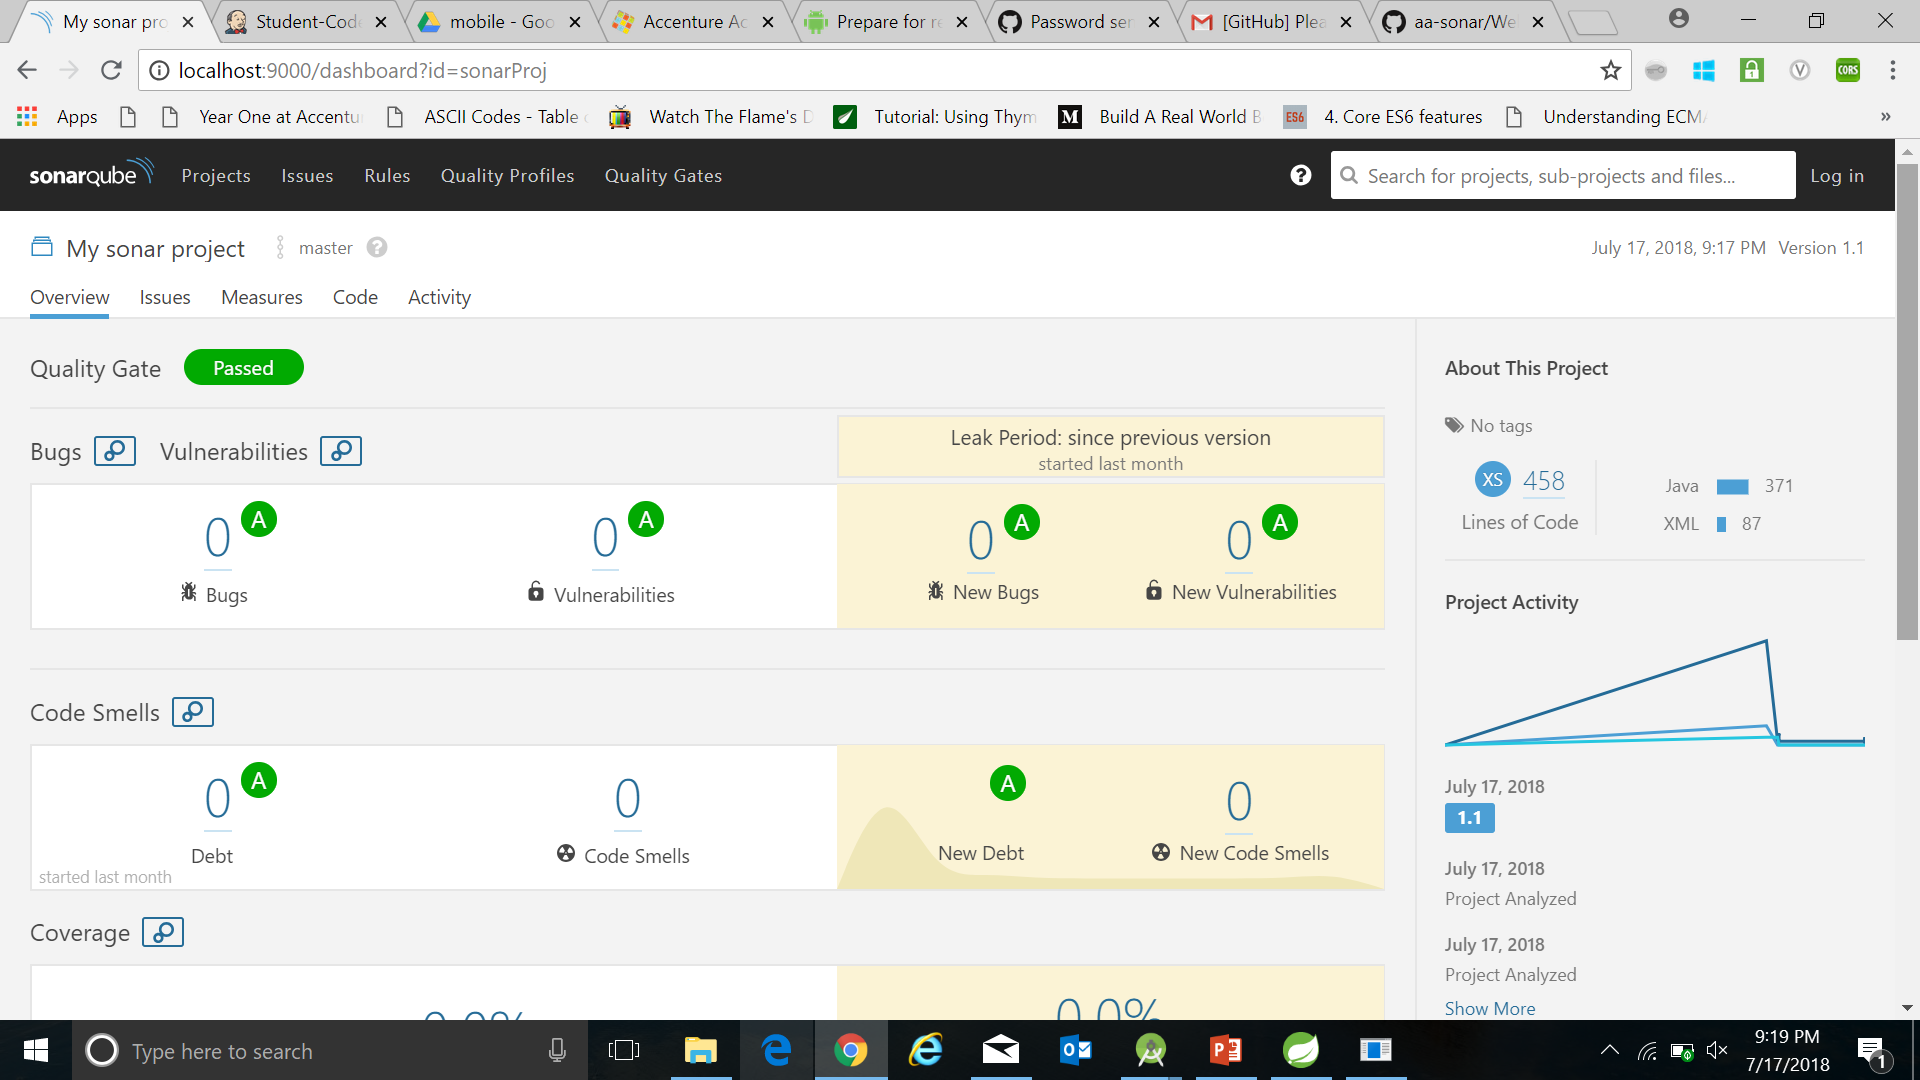 My sonar pro
Student-Code
mobile - Goo
Accenture Ac
Prepare for re
Password ser
[GitHub] Plea
aa-sonar/We
localhost:9000/dashboard?id=sonarProj
CORS
Apps
Year One at Accentu
ASCII Codes - Table
Watch The Flame's D
Tutorial: Using Thym
M
Build A Real World B
ES6
4. Core ES6 features
Understanding ECMA
»
sonarqube
Projects
Issues
Rules
Quality Profiles
Quality Gates
?
Search for projects, sub-projects and files...
Log in
My sonar project
master
?
July 17, 2018, 9:17 PM Version 1.1
Overview
Issues
Measures
Code
Activity
Quality Gate
Passed
Bugs
Vulnerabilities
Leak Period: since previous version
started last month
0 A
Bugs
0 A
Vulnerabilities
0 A
New Bugs
0 A
New Vulnerabilities
Code Smells
0 A
Debt
started last month
0
Code Smells
A
New Debt
0
New Code Smells
Coverage
0.0%
0.0%
About This Project
No tags
XS 458
Lines of Code
Java 371
XML 87
Project Activity
July 17, 2018
1.1
July 17, 2018
Project Analyzed
July 17, 2018
Project Analyzed
Show More
Type here to search
9:19 PM
7/17/2018
1